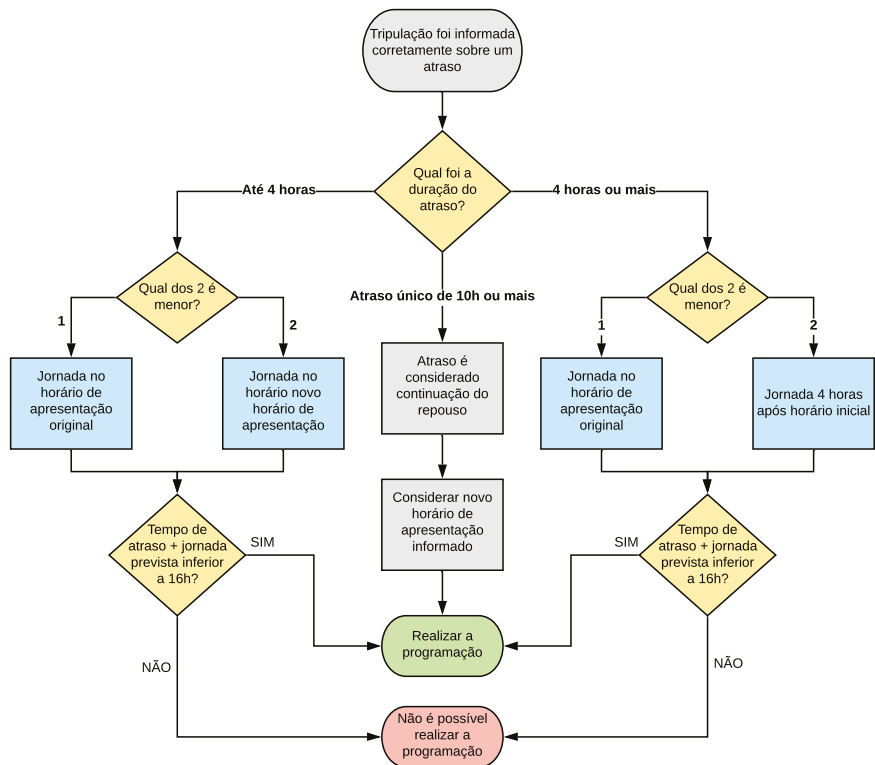 Tripulação foi informada
corretamente sobre um
atraso
Qual foi a
duração do
atraso?
Até 4 horas
4 horas ou mais
Atraso único de 10h ou mais
Qual dos 2 é
menor?
1
2
Jornada no
horário de
apresentação
original
Jornada no
horário novo
horário de
apresentação
Atraso é
considerado
continuação do
repouso
Qual dos 2 é
menor?
1
2
Jornada no
horário de
apresentação
original
Jornada 4 horas
após horário inicial
Considerar novo
horário de
apresentação
informado
Tempo de
atraso + jornada
prevista inferior
a 16h?
SIM
NÃO
Tempo de
atraso + jornada
prevista inferior
a 16h?
SIM
NÃO
Realizar a
programação
Não é possível
realizar a
programação